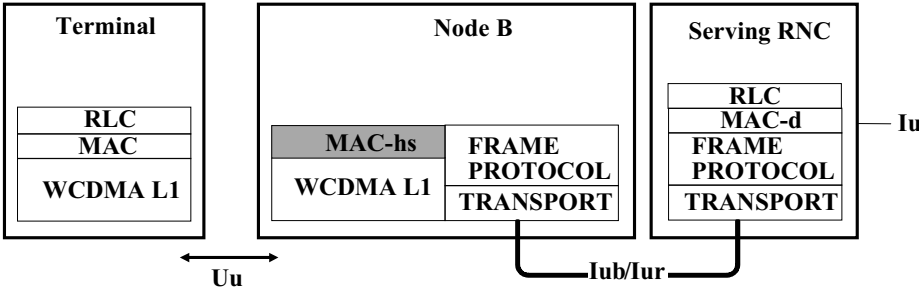 Terminal
RLC
MAC
WCDMA L1
Node B
MAC-hs
WCDMA L1
FRAME
PROTOCOL
TRANSPORT
Serving RNC
RLC
MAC-d
FRAME
PROTOCOL
TRANSPORT
Iu
Uu
Iub/Iur